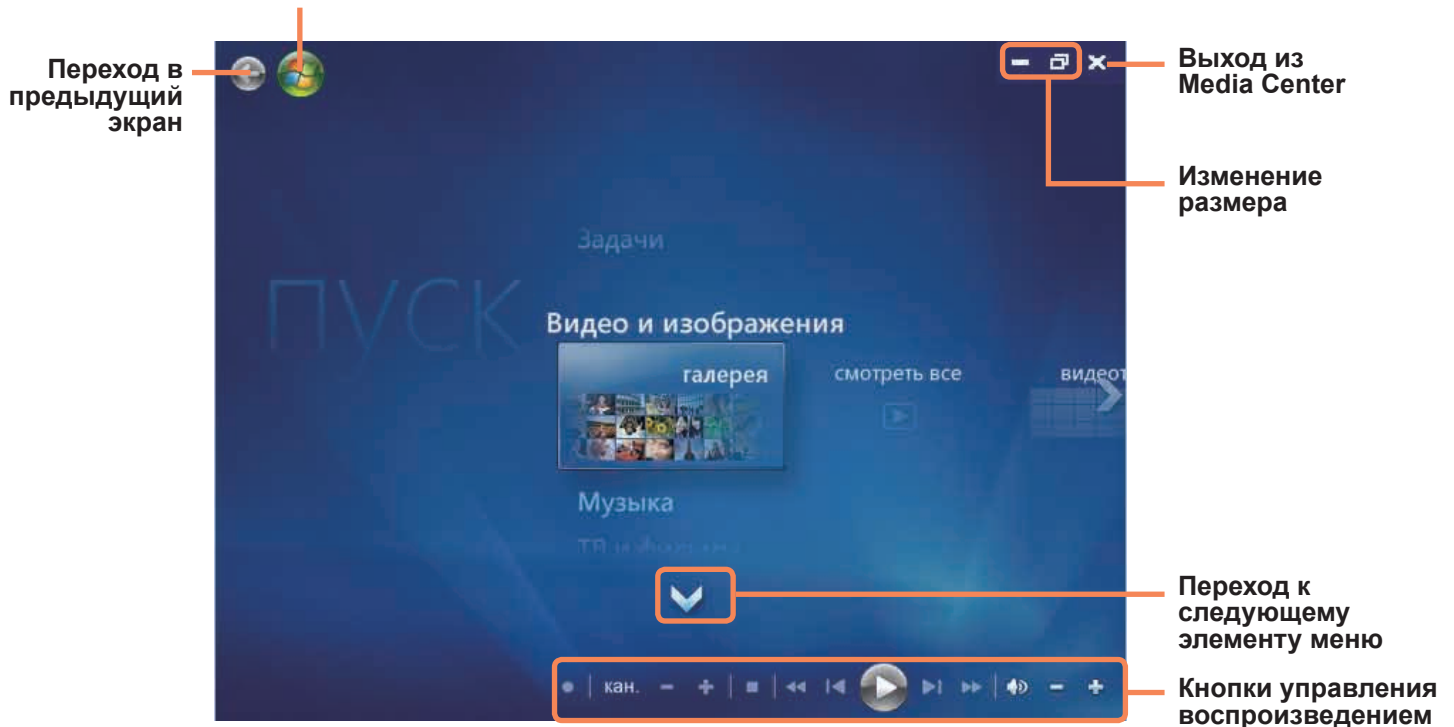 Переход в
предыдущий
экран
Выход из
Media Center
Изменение
размера
Задачи
пуск
Видео и изображения
галерея
смотреть все
Музыка
Переход к
следующему
элементу меню
кан.
Кнопки управления
воспроизведением